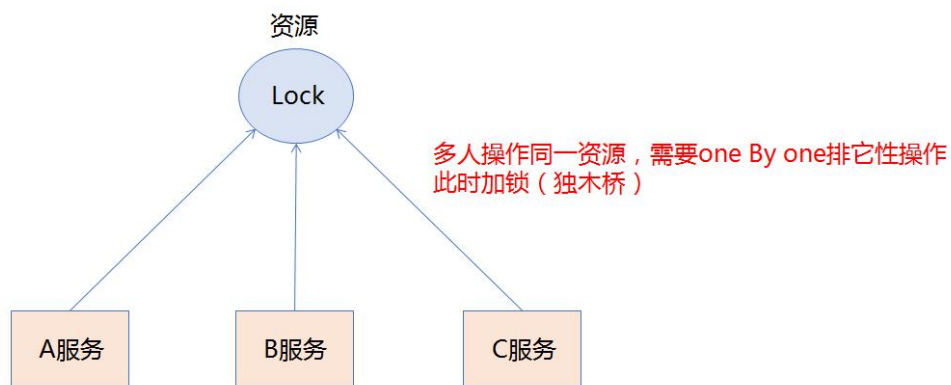 资源
Lock
多人操作同一资源，需要one By one排它性操作
此时加锁（独木桥）
A服务
B服务
C服务